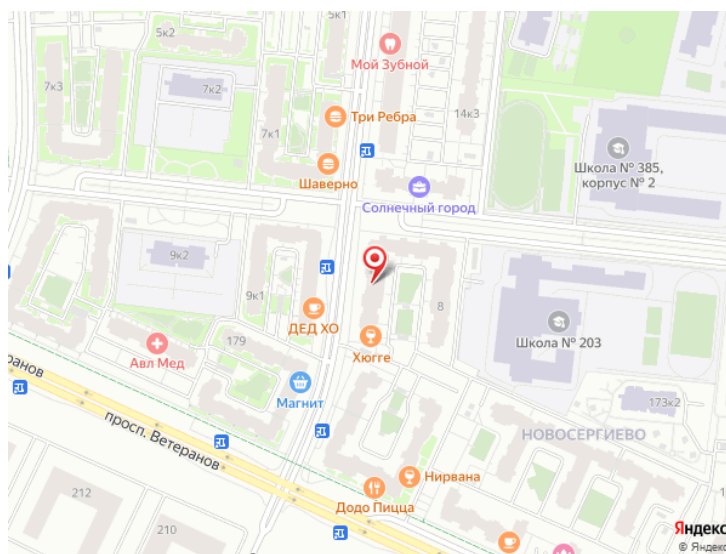 5к1
5к2
Мой Зубной
7к3
7к2
14к3
Три Ребра
7к1
Школа № 385,
корпус № 2
Шаверно
Солнечный город
9к2
9к1
8
ДЕД ХО
Школа № 203
179
Хюгге
Авл Мед
Магнит
173к2
просп. Ветеранов
НОВОСЕРГИЕВО
Нирвана
212
Додо Пицца
210
Яндекс
© Яндекс